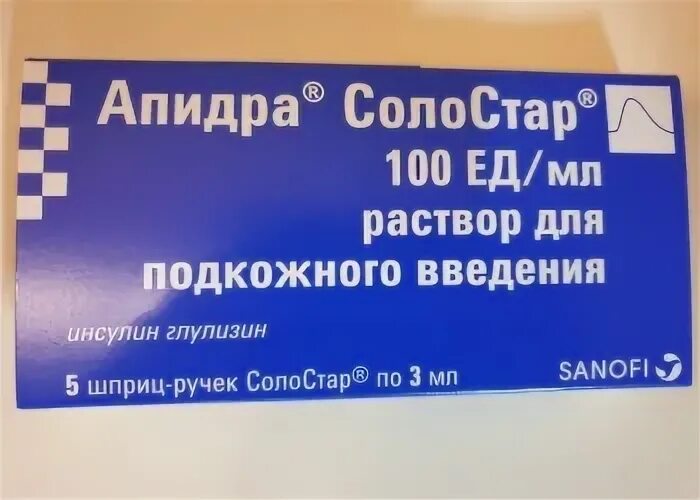 Апидра® СолоСтар®
100 ЕД/мл
раствор для
подкожного введения
инсулин глулизин
5 шприц-ручек СолоСтар® по 3 мл
SANOFI